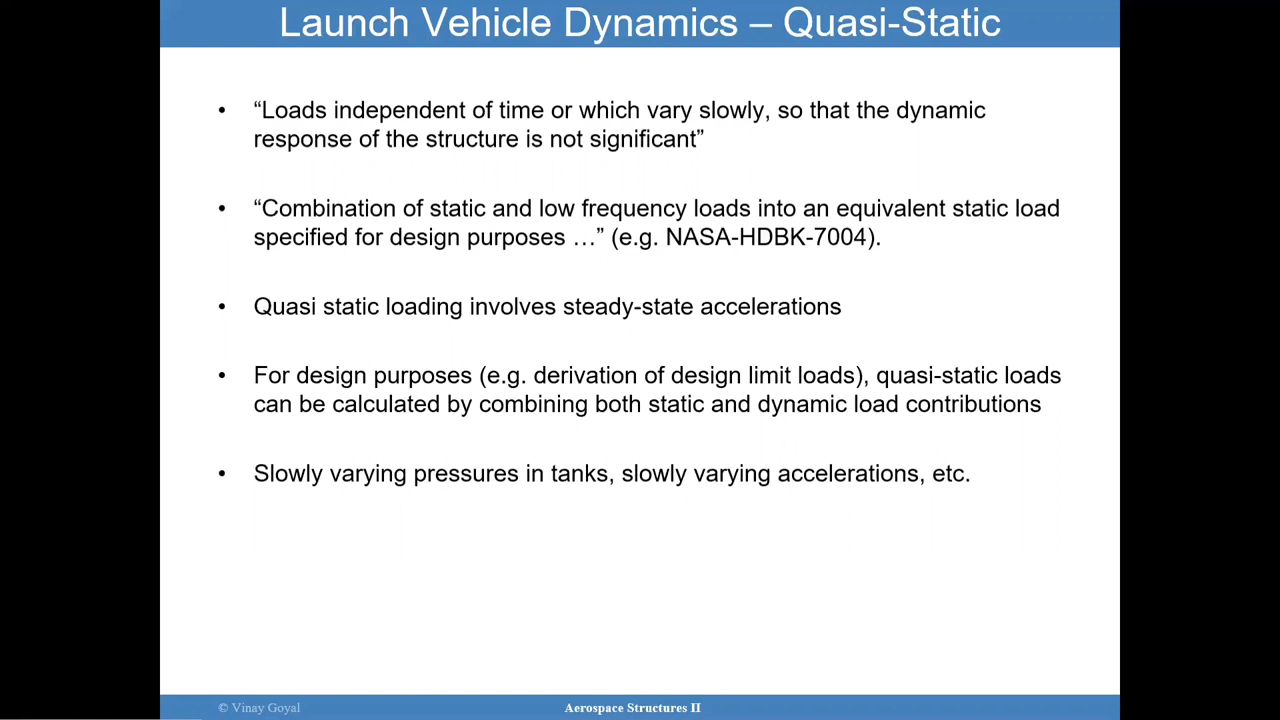 Launch Vehicle Dynamics – Quasi-Static
• “Loads independent of time or which vary slowly, so that the dynamic
response of the structure is not significant”
• “Combination of static and low frequency loads into an equivalent static load
specified for design purposes …” (e.g. NASA-HDBK-7004).
• Quasi static loading involves steady-state accelerations
• For design purposes (e.g. derivation of design limit loads), quasi-static loads
can be calculated by combining both static and dynamic load contributions
• Slowly varying pressures in tanks, slowly varying accelerations, etc.
© Vinay Goyal
Aerospace Structures II